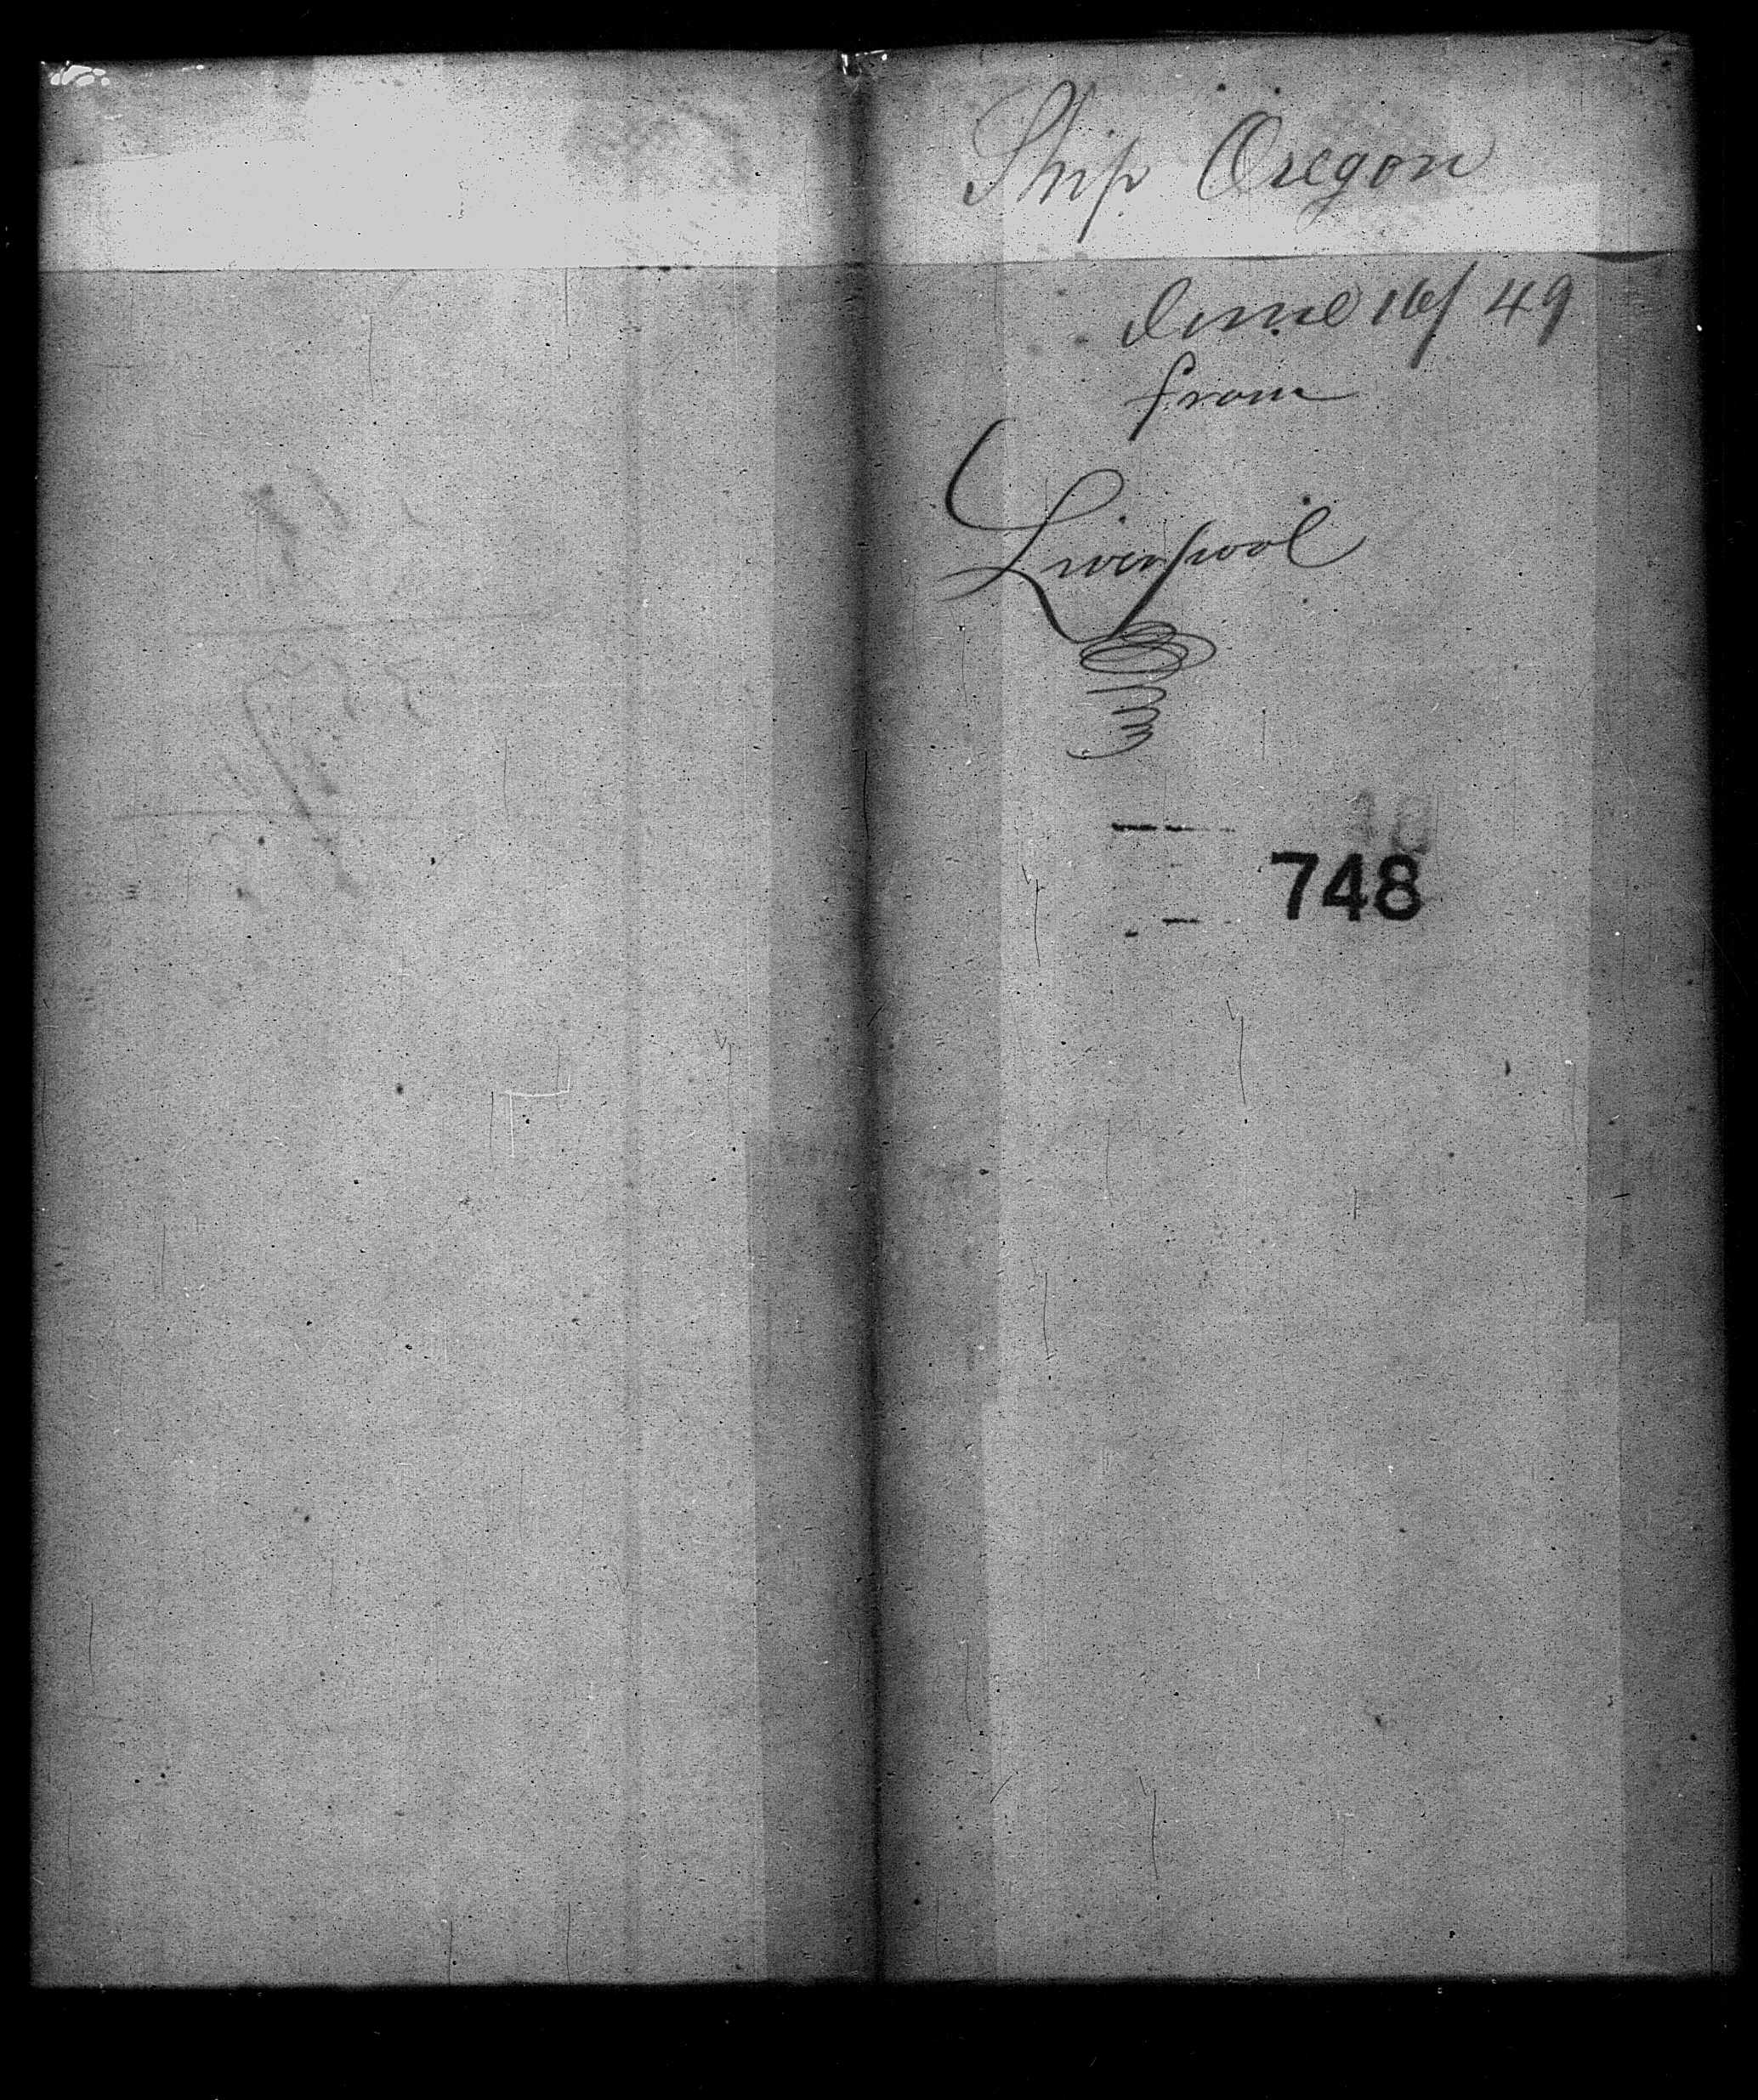 Ship Oregon
June 16/49
from
Liverpool
748